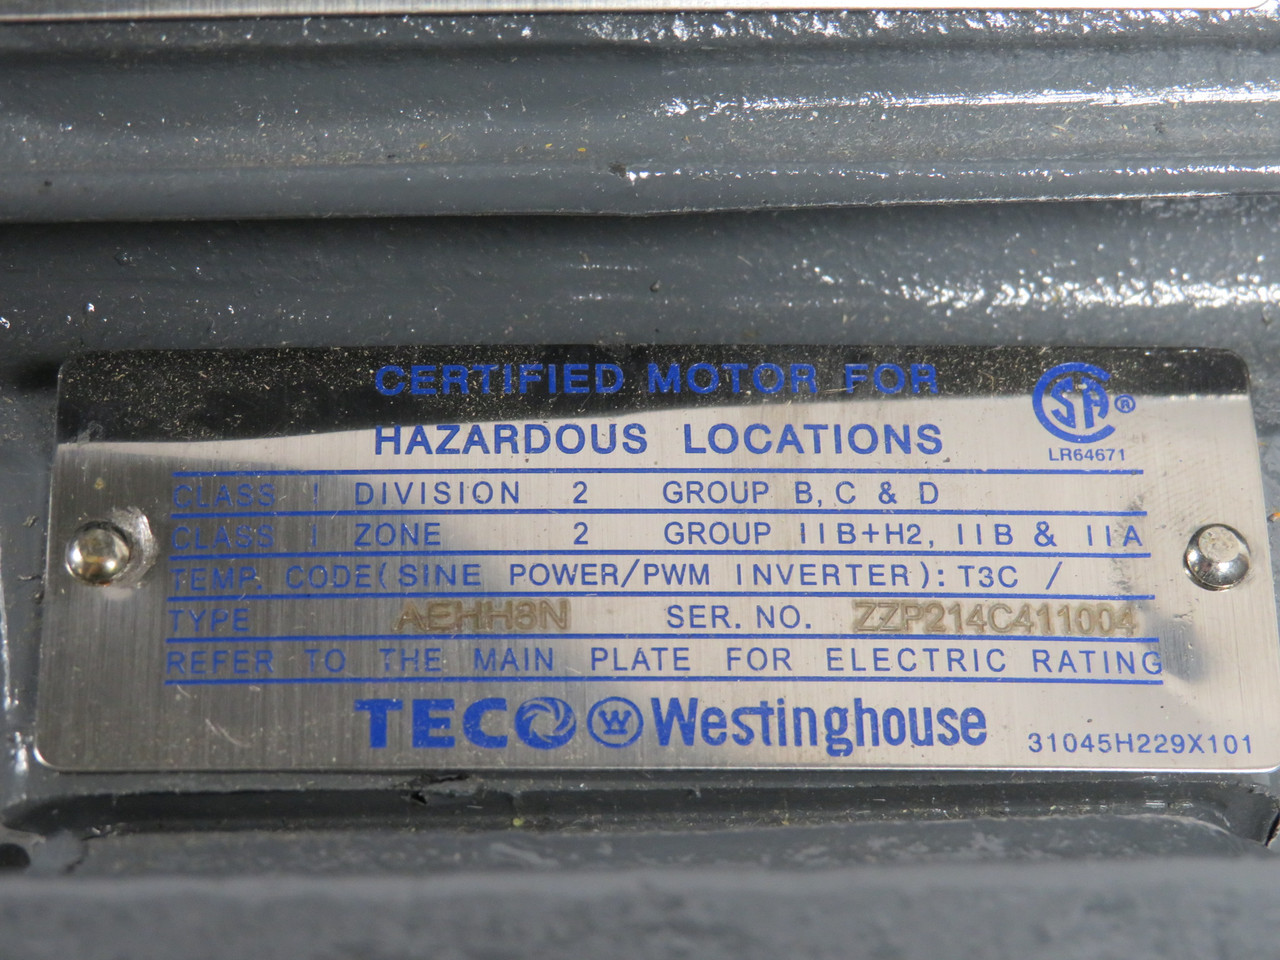 CERTIFIED MOTOR FOR
HAZARDOUS LOCATIONS
SA ®
LR64671
CLASS I DIVISION 2 GROUP B, C & D
CLASS I ZONE 2 GROUP IIB+H2, IIB & IIA
TEMP. CODE(SINE POWER/PWM INVERTER): T3C /
TYPE AEHH8N SER. NO. ZZP214C411004
REFER TO THE MAIN PLATE FOR ELECTRIC RATING
TECO W Westinghouse
31045H229X101